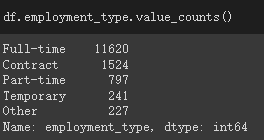 df.employment_type.value_counts()
Full-time    11620
Contract      1524
Part-time      797
Temporary      241
Other          227
Name: employment_type, dtype: int64